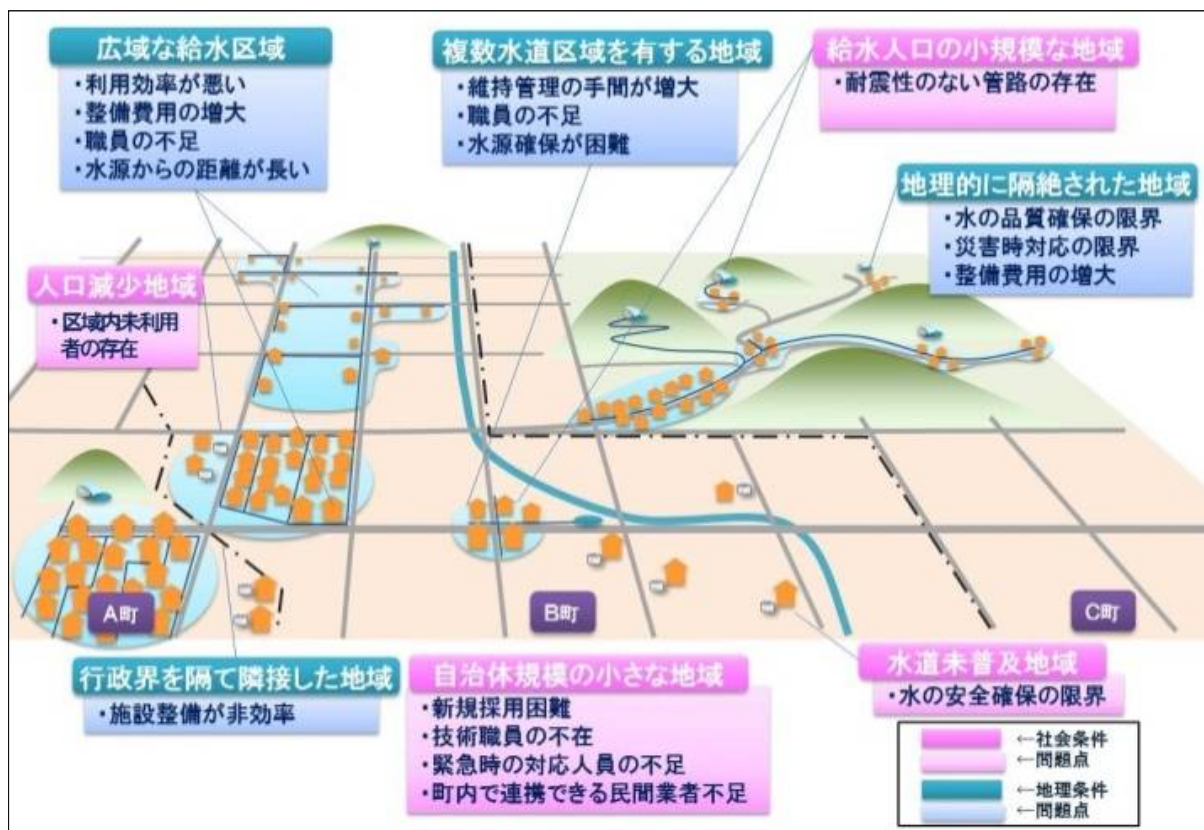 広域な給水区域
・利用効率が悪い
・整備費用の増大
・職員の不足
・水源からの距離が長い
複数水道区域を有する地域
・維持管理の手間が増大
・職員の不足
・水源確保が困難
給水人口の小規模な地域
・耐震性のない管路の存在
地理的に隔絶された地域
・水の品質確保の限界
・災害時対応の限界
・整備費用の増大
人口減少地域
・区域内未利用
者の存在
A町
B町
C町
行政界を隔て隣接した地域
・施設整備が非効率
自治体規模の小さな地域
・新規採用困難
・技術職員の不在
・緊急時の対応人員の不足
・町内で連携できる民間業者不足
水道未普及地域
・水の安全確保の限界
←社会条件
←問題点
←地理条件
←問題点